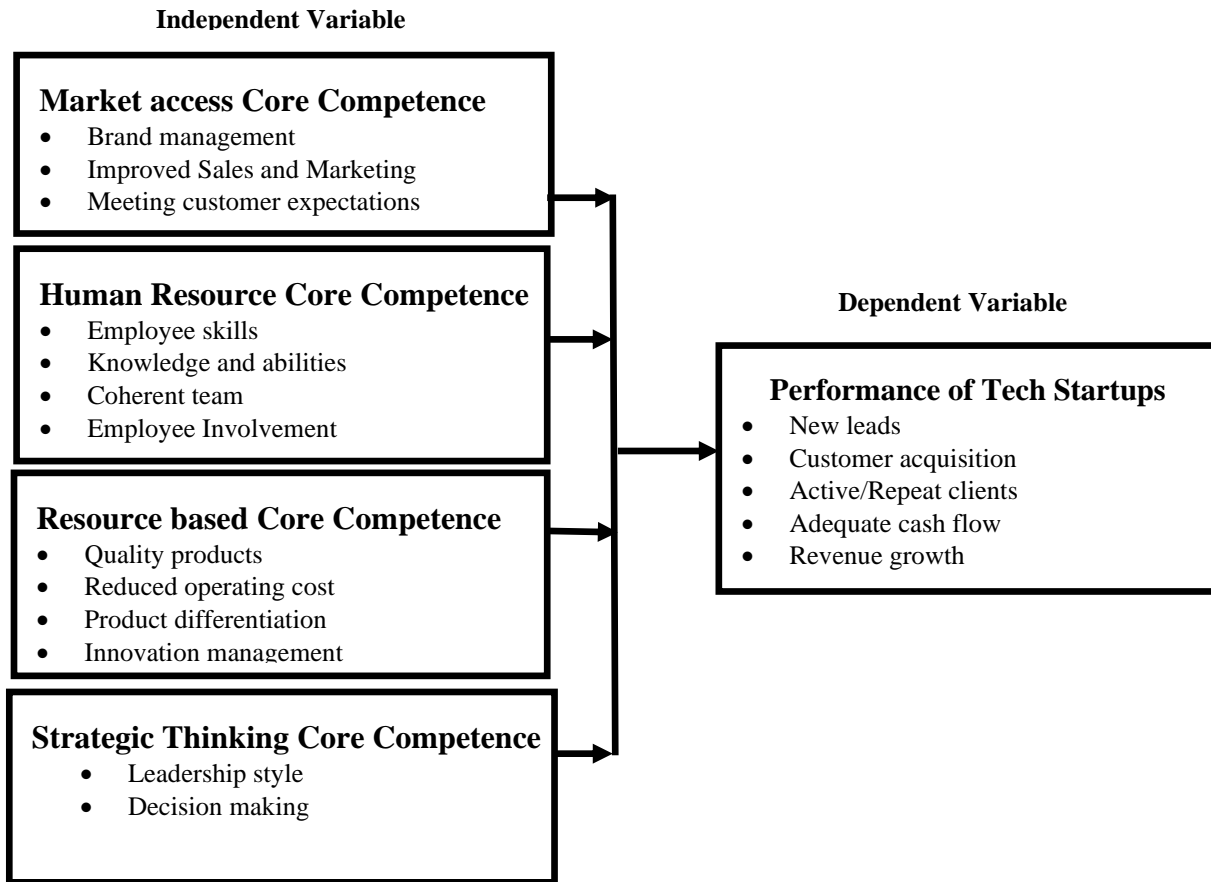 Independent Variable
Market access Core Competence
• Brand management
• Improved Sales and Marketing
• Meeting customer expectations
Human Resource Core Competence
• Employee skills
• Knowledge and abilities
• Coherent team
• Employee Involvement
Resource based Core Competence
• Quality products
• Reduced operating cost
• Product differentiation
• Innovation management
Strategic Thinking Core Competence
• Leadership style
• Decision making
Dependent Variable
Performance of Tech Startups
• New leads
• Customer acquisition
• Active/Repeat clients
• Adequate cash flow
• Revenue growth